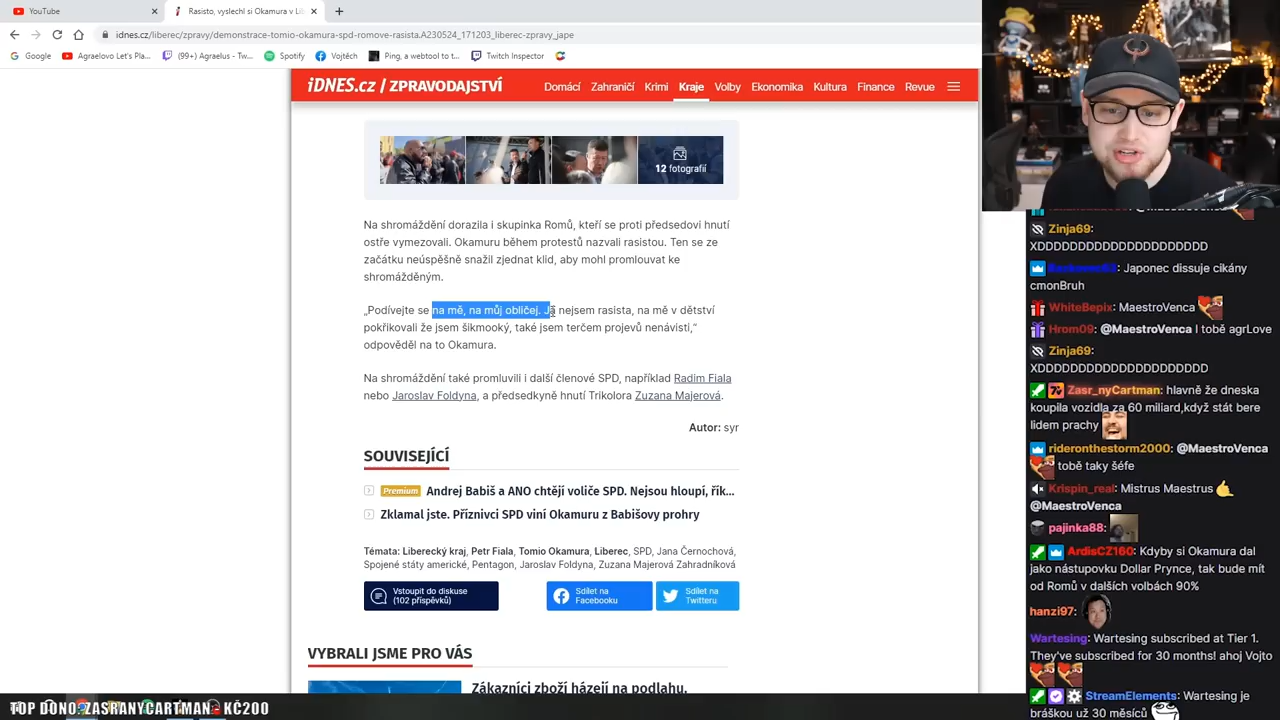 YouTube
Rasisto, vyslechl si Okamura v Lib
idnes.cz/liberec/zpravy/demonstrace-tomio-okamura-spd-romove-rasista.A230524_171203_liberec-zpravy_jape
Google
Agraelovo Let's Pla...
(99+) Agraelus - Tw...
Spotify
Vojtěch
Ping, a webtool to t...
Twitch Inspector
iDNES.cz / ZPRAVODAJSTVÍ
Domácí Zahraničí Krimi Kraje Volby Ekonomika Kultura Finance Revue
12 fotografií
Na shromáždění dorazila i skupinka Romů, kteří se proti předsedovi hnutí
ostře vymezovali. Okamuru během protestů nazvali rasistou. Ten se ze
začátku neúspěšně snažil zjednat klid, aby mohl promlouvat ke
shromážděným.
„Podívejte se na mě, na můj obličej. Já nejsem rasista, na mě v dětství
pokřikovali že jsem šikmooký, také jsem terčem projevů nenávisti,“
odpověděl na to Okamura.
Na shromáždění také promluvili i další členové SPD, například Radim Fiala
nebo Jaroslav Foldyna, a předsedkyně hnutí Trikolora Zuzana Majerová.
Autor: syr
SOUVISEJÍCÍ
Premium Andrej Babiš a ANO chtějí voliče SPD. Nejsou hloupí, řík...
Zklamal jste. Příznivci SPD viní Okamuru z Babišovy prohry
Témata: Liberecký kraj, Petr Fiala, Tomio Okamura, Liberec, SPD, Jana Černochová,
Spojené státy americké, Pentagon, Jaroslav Foldyna, Zuzana Majerová Zahradníková
Vstoupit do diskuse
(102 příspěvků)
Sdílet na
Facebooku
Sdílet na
Twitteru
VYBRALI JSME PRO VÁS
Zákazníci zboží házejí na podlahu.
TOP DONO: ZASRANYCARTMAN - KČ200
@MaestroVenca
Zinja69:
XDDDDDDDDDDDDDDDDDDDDD
Japonec dissuje cikány
cmonBruh
WhiteBepix: MaestroVenca
Hrom09: @MaestroVenca I tobě agrLove
Zinja69:
XDDDDDDDDDDDDDDDDDDDDD
Zasr_nyCartman: hlavně že dneska
koupila vozidla za 60 miliard,když stát bere
lidem prachy
rideronthestorm2000: @MaestroVenca
tobě taky šéfe
Krispin_real: Mistrus Maestrus
@MaestroVenca
pajinka88:
ArdisCZ160: Kdyby si Okamura dal
jako nástupovku Dollar Prynce, tak bude mít
od Romů v dalších volbách 90%
hanzi97:
Wartesing: Wartesing subscribed at Tier 1.
They've subscribed for 30 months! ahoj Vojto
StreamElements: Wartesing je
bráškou už 30 měsíců